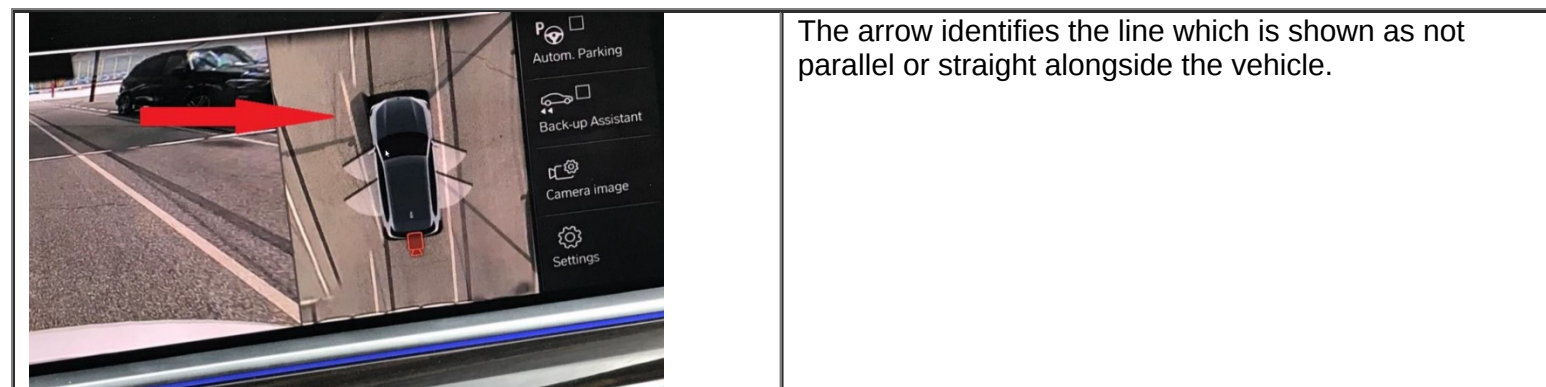 Autom. Parking
Back-up Assistant
Camera image
Settings
The arrow identifies the line which is shown as not
parallel or straight alongside the vehicle.